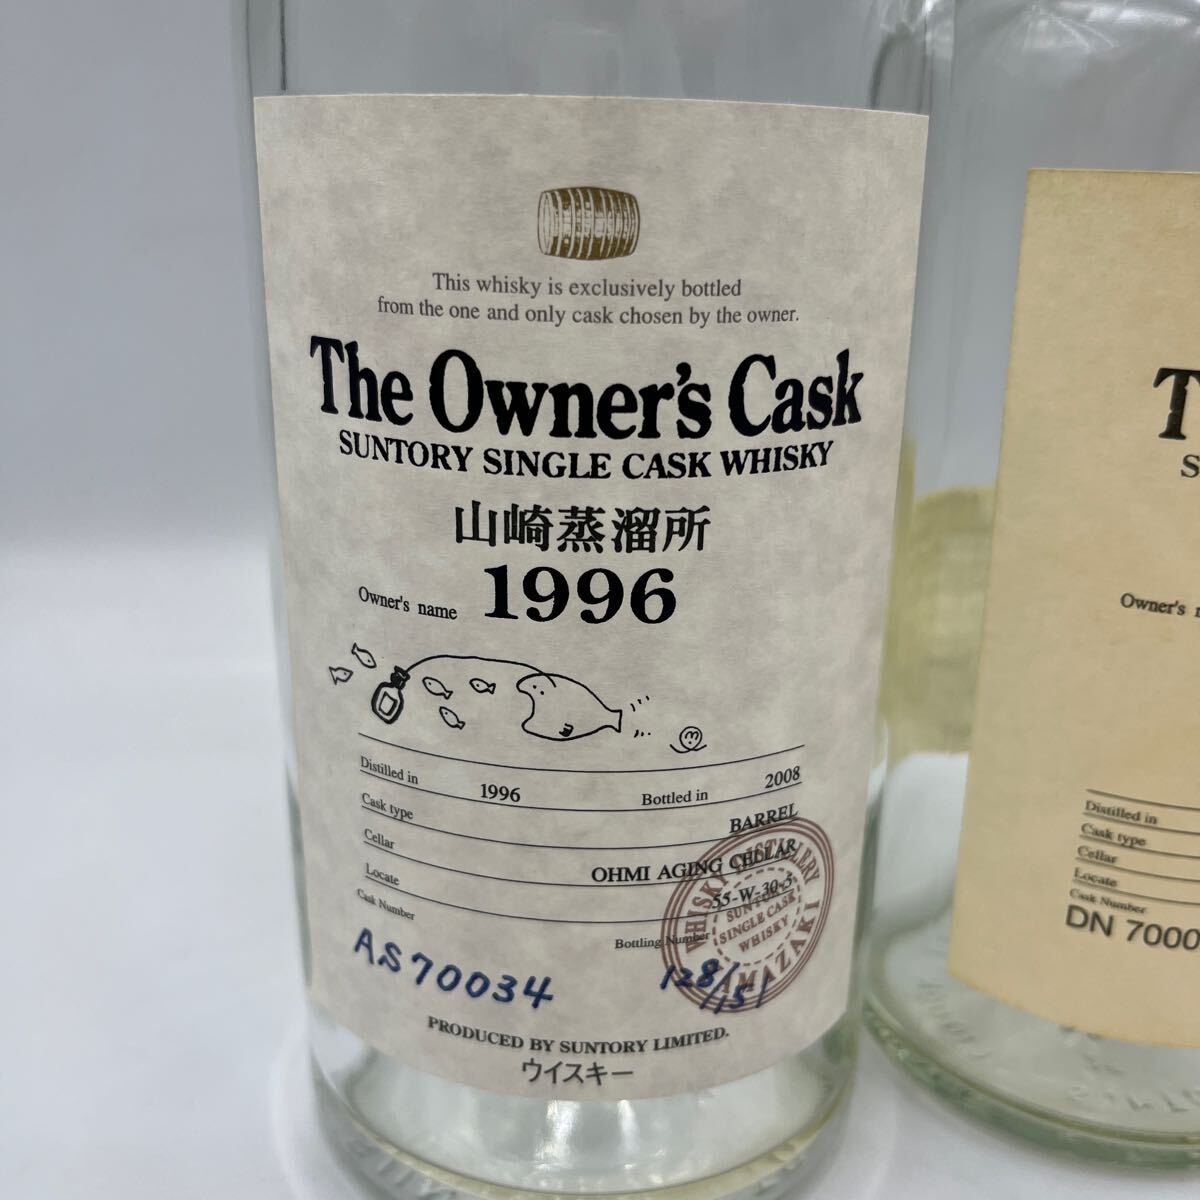 This whisky is exclusively bottled
from the one and only cask chosen by the owner.
The Owner's Cask
SUNTORY SINGLE CASK WHISKY
山崎蒸溜所
Owner's name 1996
Distilled in 1996 Bottled in 2008
Cask type BARREL
Cellar OHMI AGING CELLAR
Locate 55-W-30-3
Cask Number Bottling Number
AS70034 128/151
WHISKY DISTILLERY
SUNTORY
SINGLE CASK
WHISKY
YAMAZAKI
PRODUCED BY SUNTORY LIMITED.
ウイスキー
T
S
Owner's
Distilled in
Cask type
Cellar
Locate
Cask Number
DN 7000